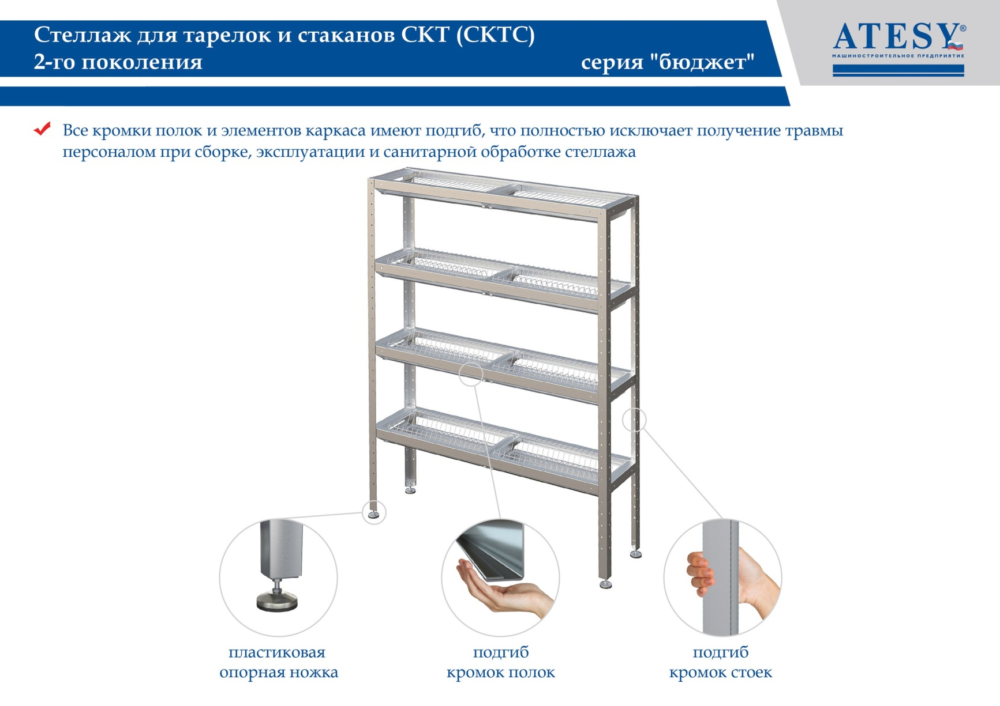 Стеллаж для тарелок и стаканов СКТ (СКТС)
2-го поколения
серия "бюджет"
ATESY®
МАШИНОСТРОИТЕЛЬНОЕ ПРЕДПРИЯТИЕ
Все кромки полок и элементов каркаса имеют подгиб, что полностью исключает получение травмы
персоналом при сборке, эксплуатации и санитарной обработке стеллажа
пластиковая
опорная ножка
подгиб
кромок полок
подгиб
кромок стоек